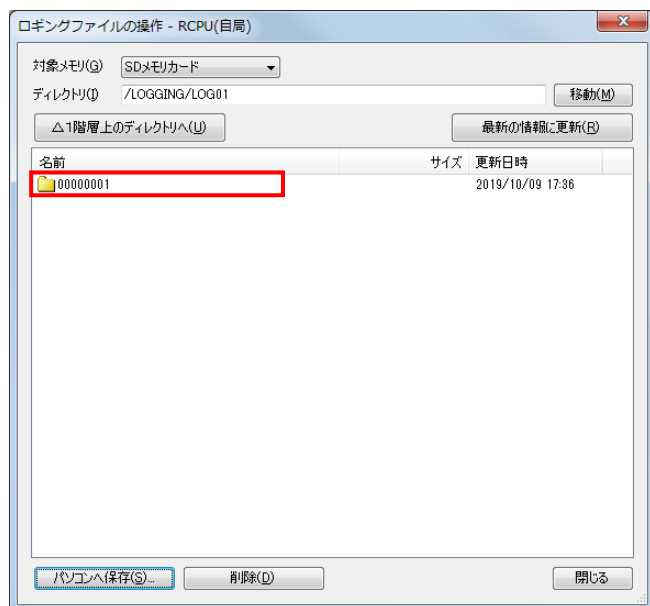 ロギングファイルの操作 - RCPU(自局)
対象メモリ(G) SDメモリカード
ディレクトリ(I) /LOGGING/LOG01 移動(M)
△1階層上のディレクトリへ(U) 最新の情報に更新(R)
名前 サイズ 更新日時
00000001 2019/10/09 17:36
パソコンへ保存(S)... 削除(D) 閉じる